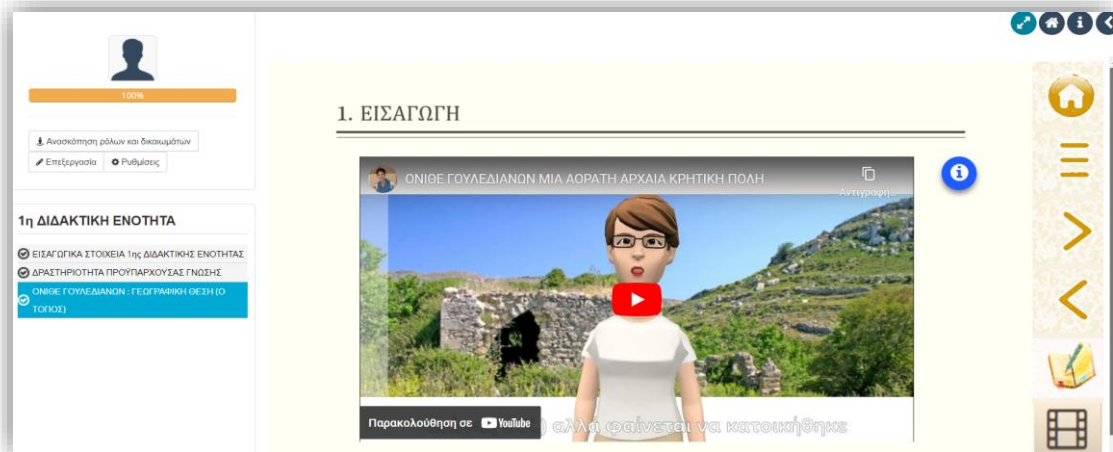 100%
Ανασκόπηση ρόλων και δικαιωμάτων
Επεξεργασία Ρυθμίσεις
1η ΔΙΔΑΚΤΙΚΗ ΕΝΟΤΗΤΑ
ΕΙΣΑΓΩΓΙΚΑ ΣΤΟΙΧΕΙΑ 1ης ΔΙΔΑΚΤΙΚΗΣ ΕΝΟΤΗΤΑΣ
ΔΡΑΣΤΗΡΙΟΤΗΤΑ ΠΡΟΫΠΑΡΧΟΥΣΑΣ ΓΝΩΣΗΣ
ΟΝΙΘΕ ΓΟΥΛΕΔΙΑΝΩΝ : ΓΕΩΓΡΑΦΙΚΗ ΘΕΣΗ (Ο
ΤΟΠΟΣ)
1. ΕΙΣΑΓΩΓΗ
ΟΝΙΘΕ ΓΟΥΛΕΔΙΑΝΩΝ ΜΙΑ ΑΟΡΑΤΗ ΑΡΧΑΙΑ ΚΡΗΤΙΚΗ ΠΟΛΗ
Αντιγραφή...
Παρακολούθηση σε YouTube
) αλλά φαίνεται να κατοικήθηκε